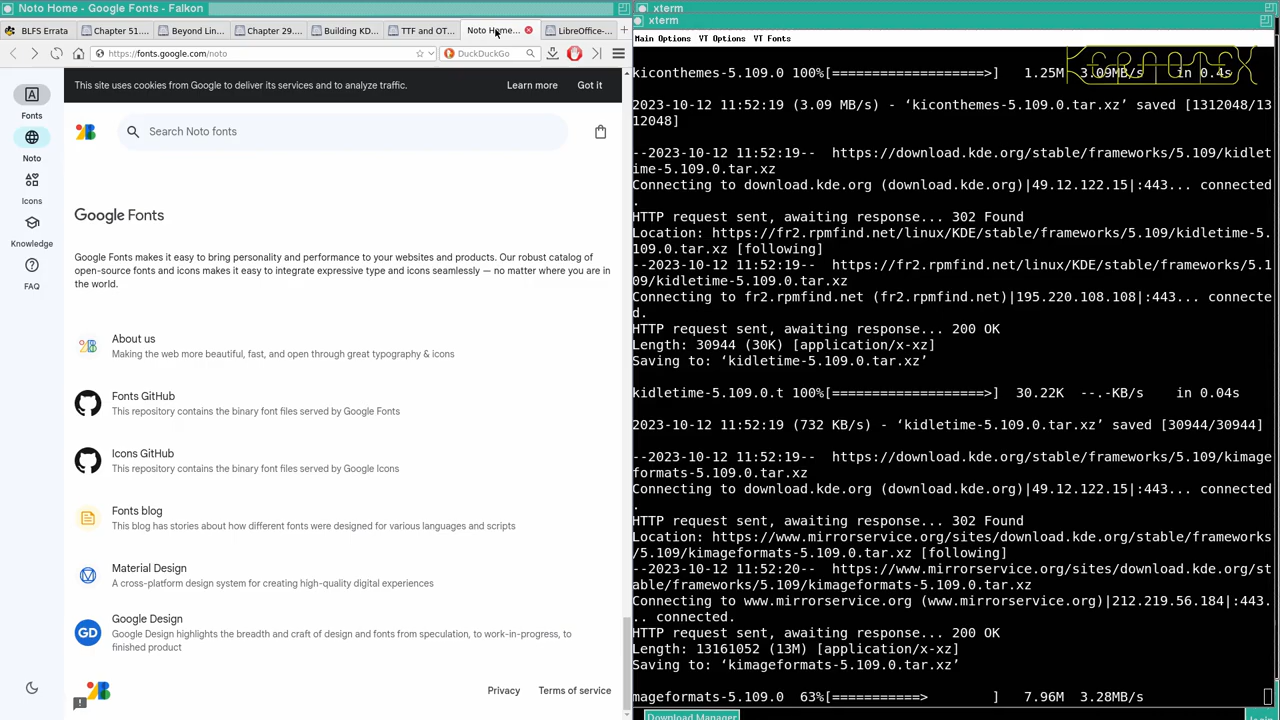 Noto Home - Google Fonts - Falkon
BLFS Errata
Chapter 51....
Beyond Lin...
Chapter 29....
Building KD...
TTF and OT...
Noto Home...
LibreOffice-...
https://fonts.google.com/noto
DuckDuckGo
This site uses cookies from Google to deliver its services and to analyze traffic.
Learn more
Got it
Search Noto fonts
Fonts
Noto
Icons
Knowledge
FAQ
Google Fonts
Google Fonts makes it easy to bring personality and performance to your websites and products. Our robust catalog of
open-source fonts and icons makes it easy to integrate expressive type and icons seamlessly — no matter where you are in
the world.
About us
Making the web more beautiful, fast, and open through great typography & icons
Fonts GitHub
This repository contains the binary font files served by Google Fonts
Icons GitHub
This repository contains the binary font files served by Google Icons
Fonts blog
This blog has stories about how different fonts were designed for various languages and scripts
Material Design
A cross-platform design system for creating high-quality digital experiences
GD
Google Design
Google Design highlights the breadth and craft of design and fonts from speculation, to work-in-progress, to
finished product
Privacy
Terms of service
xterm
xterm
Main Options VT Options VT Fonts
kiconthemes-5.109.0 100%[===================>] 1.25M 3.09MB/s in 0.4s
2023-10-12 11:52:19 (3.09 MB/s) - ‘kiconthemes-5.109.0.tar.xz’ saved [1312048/13
12048]
--2023-10-12 11:52:19-- https://download.kde.org/stable/frameworks/5.109/kidlet
ime-5.109.0.tar.xz
Connecting to download.kde.org (download.kde.org)|49.12.122.15|:443... connected
.
HTTP request sent, awaiting response... 302 Found
Location: https://fr2.rpmfind.net/linux/KDE/stable/frameworks/5.109/kidletime-5.
109.0.tar.xz [following]
--2023-10-12 11:52:19-- https://fr2.rpmfind.net/linux/KDE/stable/frameworks/5.1
09/kidletime-5.109.0.tar.xz
Connecting to fr2.rpmfind.net (fr2.rpmfind.net)|195.220.108.108|:443... connecte
d.
HTTP request sent, awaiting response... 200 OK
Length: 30944 (30K) [application/x-xz]
Saving to: ‘kidletime-5.109.0.tar.xz’
kidletime-5.109.0.t 100%[===================>] 30.22K --.-KB/s in 0.04s
2023-10-12 11:52:19 (732 KB/s) - ‘kidletime-5.109.0.tar.xz’ saved [30944/30944]
--2023-10-12 11:52:19-- https://download.kde.org/stable/frameworks/5.109/kimage
formats-5.109.0.tar.xz
Connecting to download.kde.org (download.kde.org)|49.12.122.15|:443... connected
.
HTTP request sent, awaiting response... 302 Found
Location: https://www.mirrorservice.org/sites/download.kde.org/stable/frameworks
/5.109/kimageformats-5.109.0.tar.xz [following]
--2023-10-12 11:52:20-- https://www.mirrorservice.org/sites/download.kde.org/st
able/frameworks/5.109/kimageformats-5.109.0.tar.xz
Connecting to www.mirrorservice.org (www.mirrorservice.org)|212.219.56.184|:443.
.. connected.
HTTP request sent, awaiting response... 200 OK
Length: 13161052 (13M) [application/x-xz]
Saving to: ‘kimageformats-5.109.0.tar.xz’
mageformats-5.109.0 63%[===========> ] 7.96M 3.28MB/s
Download Manager